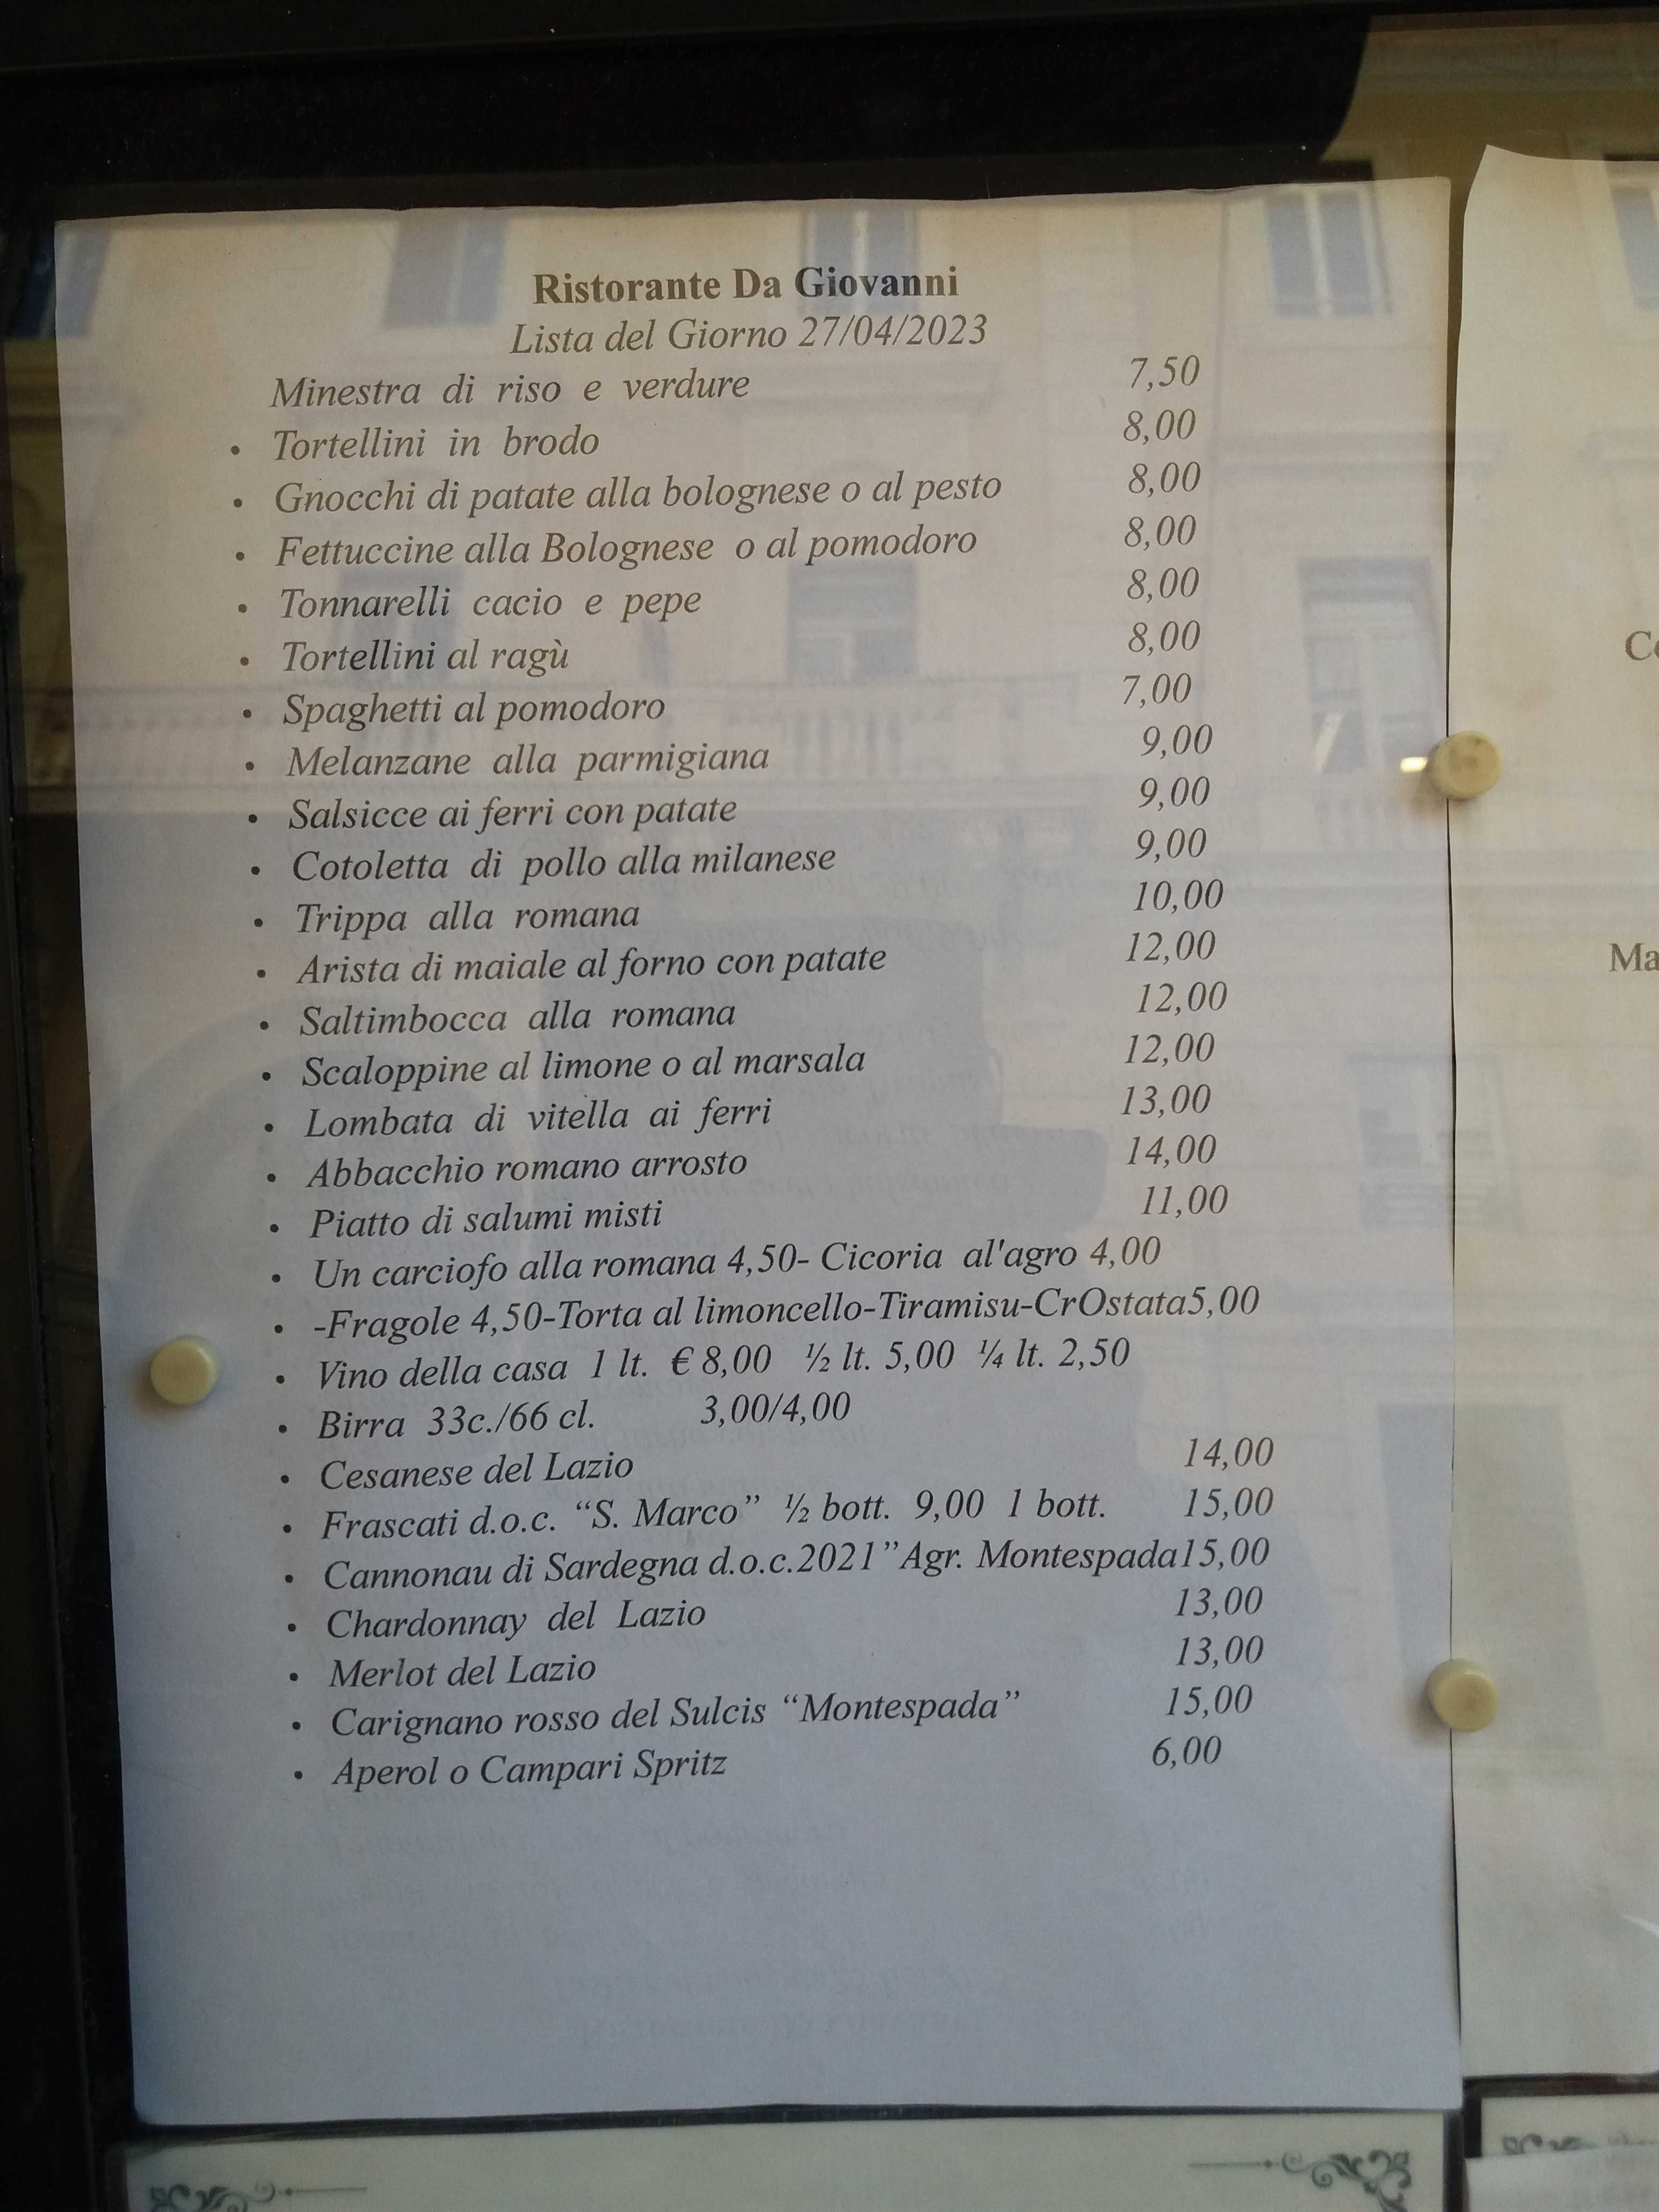 Ristorante Da Giovanni
Lista del Giorno 27/04/2023
Minestra di riso e verdure 7,50
• Tortellini in brodo 8,00
• Gnocchi di patate alla bolognese o al pesto 8,00
• Fettuccine alla Bolognese o al pomodoro 8,00
• Tonnarelli cacio e pepe 8,00
• Tortellini al ragù 8,00
• Spaghetti al pomodoro 7,00
• Melanzane alla parmigiana 9,00
• Salsicce ai ferri con patate 9,00
• Cotoletta di pollo alla milanese 9,00
• Trippa alla romana 10,00
• Arista di maiale al forno con patate 12,00
• Saltimbocca alla romana 12,00
• Scaloppine al limone o al marsala 12,00
• Lombata di vitella ai ferri 13,00
• Abbacchio romano arrosto 14,00
• Piatto di salumi misti 11,00
• Un carciofo alla romana 4,50- Cicoria al'agro 4,00
• -Fragole 4,50-Torta al limoncello-Tiramisu-CrOstata5,00
• Vino della casa 1 lt. € 8,00 ½ lt. 5,00 ¼ lt. 2,50
• Birra 33c./66 cl. 3,00/4,00
• Cesanese del Lazio 14,00
• Frascati d.o.c. “S. Marco” ½ bott. 9,00 1 bott. 15,00
• Cannonau di Sardegna d.o.c.2021”Agr. Montespada15,00
• Chardonnay del Lazio 13,00
• Merlot del Lazio 13,00
• Carignano rosso del Sulcis “Montespada” 15,00
• Aperol o Campari Spritz 6,00